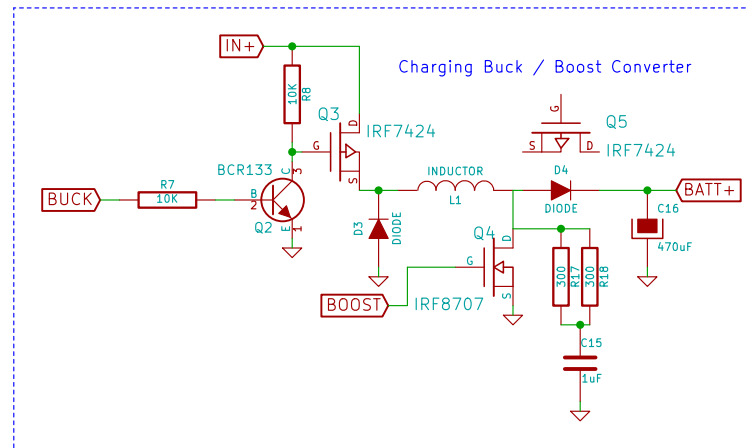 IN+
Charging Buck / Boost Converter
10K
R8
Q3
D
G
S
IRF7424
G
Q5
S
D
IRF7424
BCR133
C
3
B
2
E
1
Q2
BUCK
R7
10K
INDUCTOR
L1
D4
DIODE
BATT+
C16
470uF
D3
DIODE
Q4
D
G
S
IRF8707
BOOST
300
R17
300
R18
C15
1uF